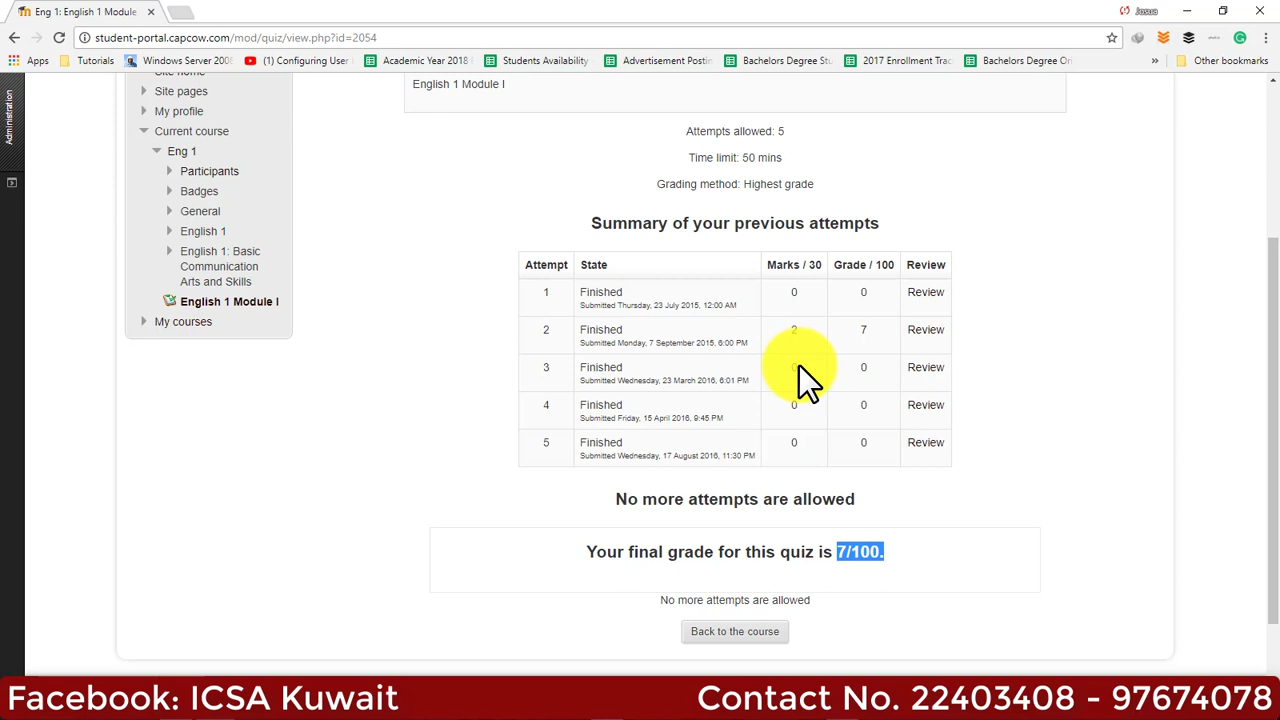 Eng 1: English 1 Module
Josua
student-portal.capcow.com/mod/quiz/view.php?id=2054
Apps
Tutorials
Windows Server 2008
(1) Configuring User
Academic Year 2018
Students Availability
Advertisement Postin
Bachelors Degree Stu
2017 Enrollment Trac
Bachelors Degree On
»
Other bookmarks
Administration
Site home
Site pages
My profile
Current course
Eng 1
Participants
Badges
General
English 1
English 1: Basic
Communication
Arts and Skills
English 1 Module I
My courses
English 1 Module I
Attempts allowed: 5
Time limit: 50 mins
Grading method: Highest grade
Summary of your previous attempts
Attempt State Marks / 30 Grade / 100 Review
1 Finished 0 0 Review
Submitted Thursday, 23 July 2015, 12:00 AM
2 Finished 2 7 Review
Submitted Monday, 7 September 2015, 6:00 PM
3 Finished 0 0 Review
Submitted Wednesday, 23 March 2016, 6:01 PM
4 Finished 0 0 Review
Submitted Friday, 15 April 2016, 9:45 PM
5 Finished 0 0 Review
Submitted Wednesday, 17 August 2016, 11:30 PM
No more attempts are allowed
Your final grade for this quiz is 7/100.
No more attempts are allowed
Back to the course
Facebook: ICSA Kuwait
Contact No. 22403408 - 97674078